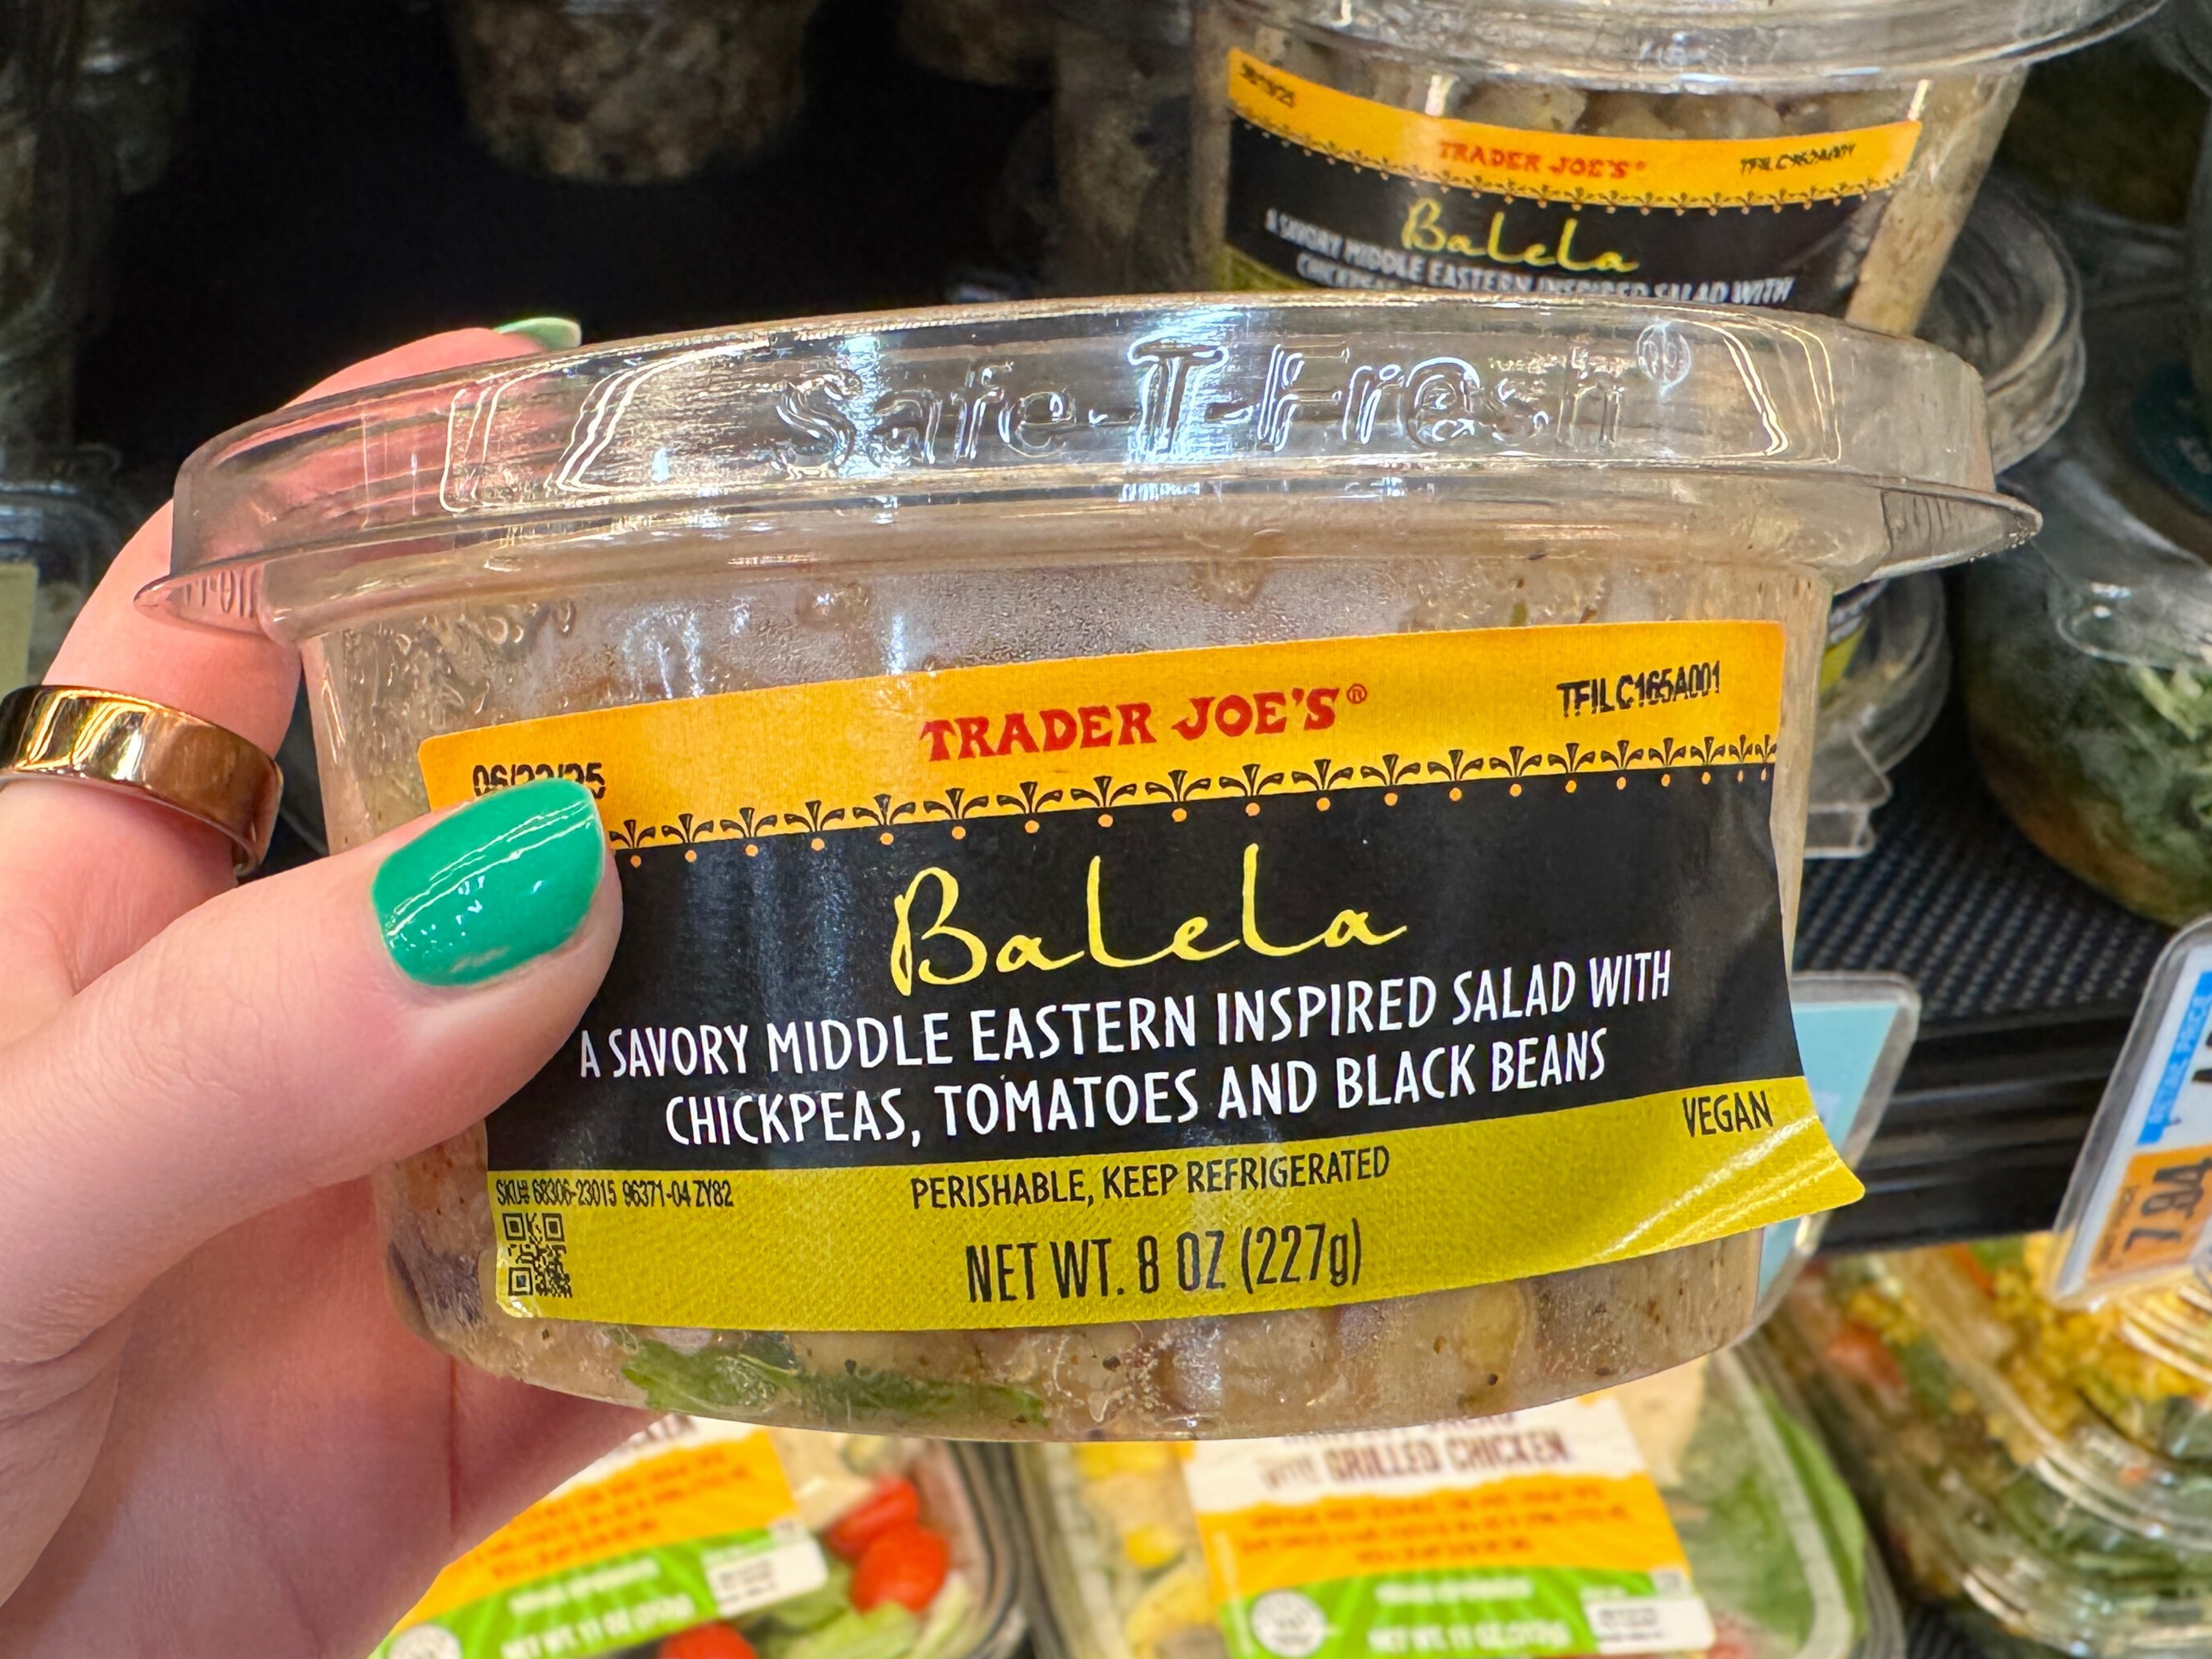 TRADER JOE'S®
Balela
A SAVORY MIDDLE EASTERN INSPIRED SALAD WITH
Safe-T-Fresh®
TRADER JOE'S®
TFILC165A001
Balela
A SAVORY MIDDLE EASTERN INSPIRED SALAD WITH
CHICKPEAS, TOMATOES AND BLACK BEANS
VEGAN
SKU# 68306-23015 96371-04 ZY82
PERISHABLE, KEEP REFRIGERATED
NET WT. 8 OZ (227g)
RETAIL PRICE
GRILLED CHICKEN